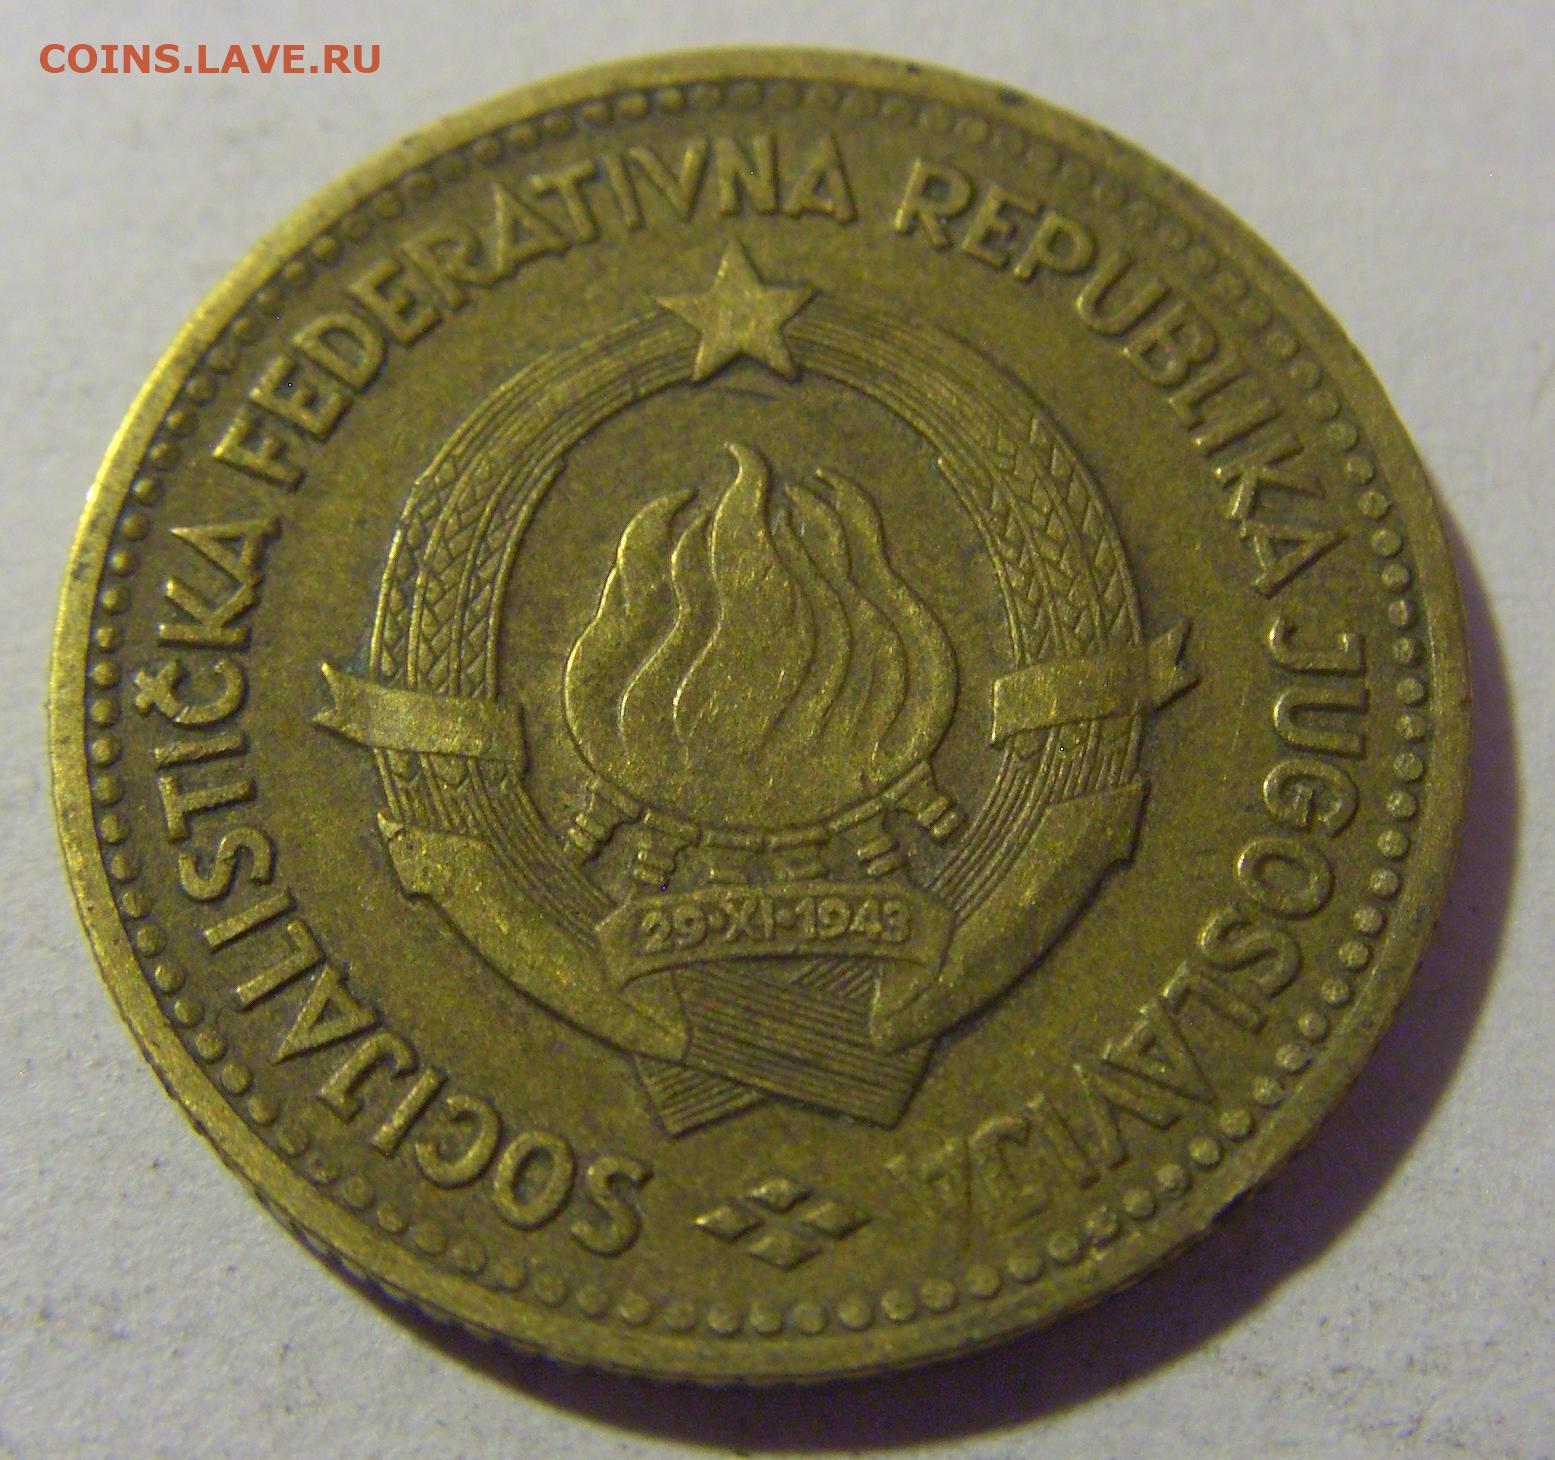 COINS.LAVE.RU
SOCIJALISTIČKA FEDERATIVNA REPUBLIKA JUGOSLAVIJA
29·XI·1943